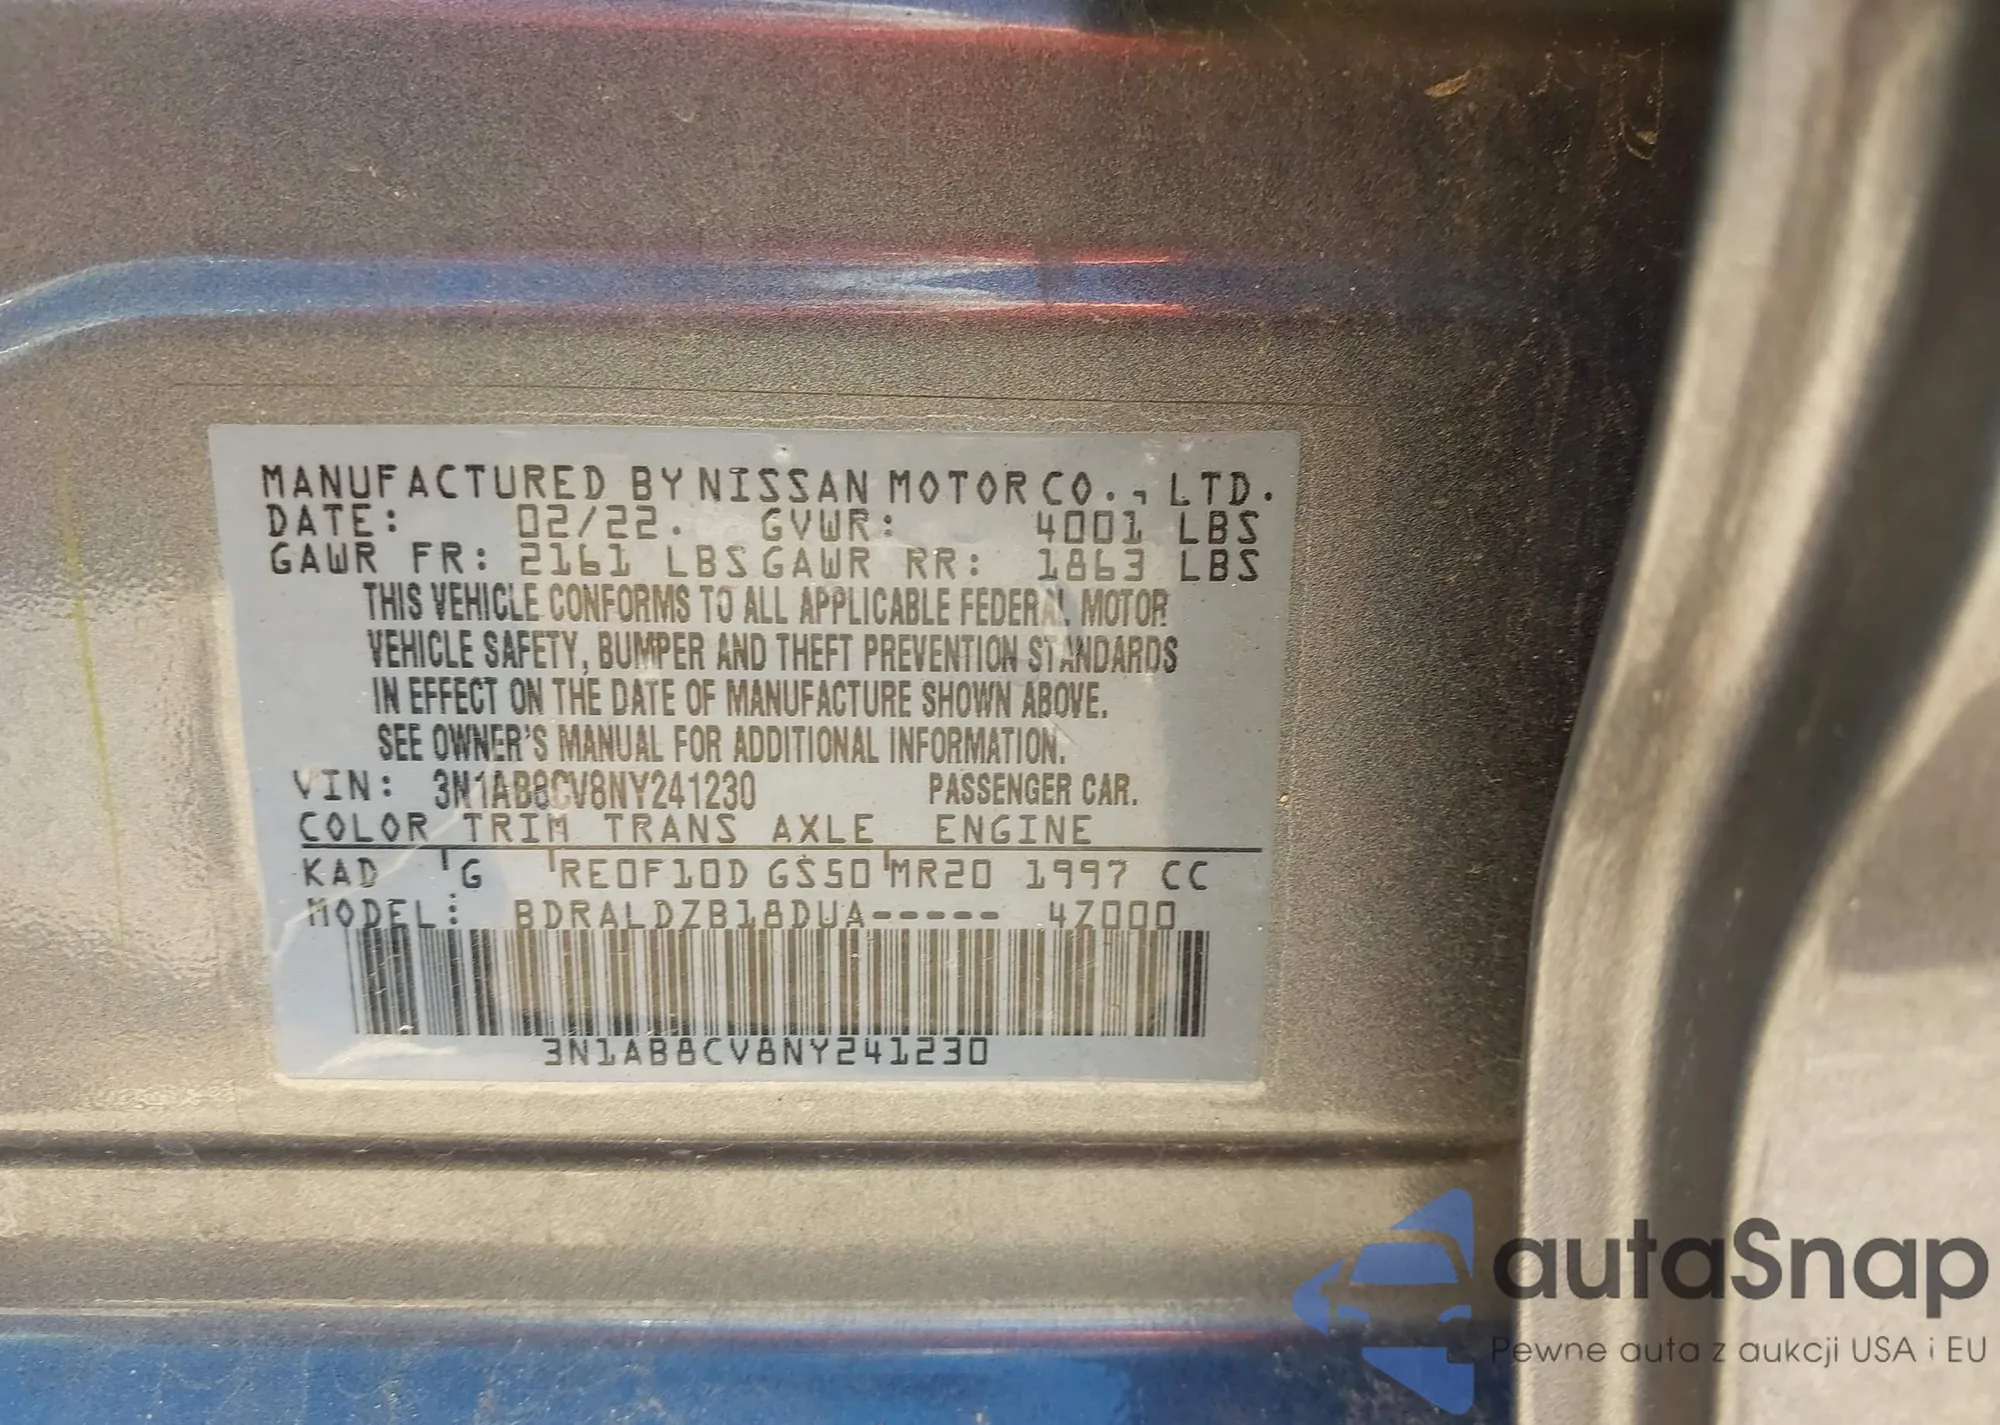 MANUFACTURED BY NISSAN MOTOR CO., LTD.
DATE: 02/22. GVWR: 4001 LBS
GAWR FR: 2161 LBS GAWR RR: 1863 LBS
THIS VEHICLE CONFORMS TO ALL APPLICABLE FEDERAL MOTOR
VEHICLE SAFETY, BUMPER AND THEFT PREVENTION STANDARDS
IN EFFECT ON THE DATE OF MANUFACTURE SHOWN ABOVE.
SEE OWNER'S MANUAL FOR ADDITIONAL INFORMATION.
VIN: 3N1AB8CV8NY241230 PASSENGER CAR.
COLOR TRIM TRANS AXLE ENGINE
KAD G RE0F10D GS50 MR20 1997 CC
MODEL: BDRALDZB18DUA----- 4Z000
3N1AB8CV8NY241230
autaSnap
Pewne auta z aukcji USA i EU